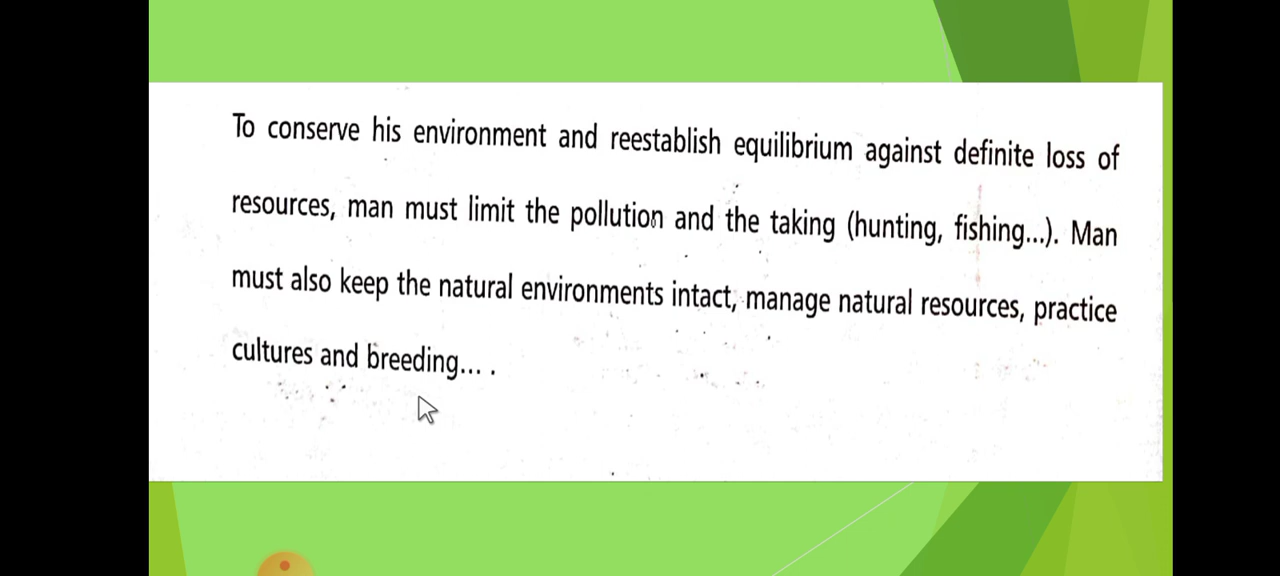 To conserve his environment and reestablish equilibrium against definite loss of
resources, man must limit the pollution and the taking (hunting, fishing...). Man
must also keep the natural environments intact, manage natural resources, practice
cultures and breeding... .